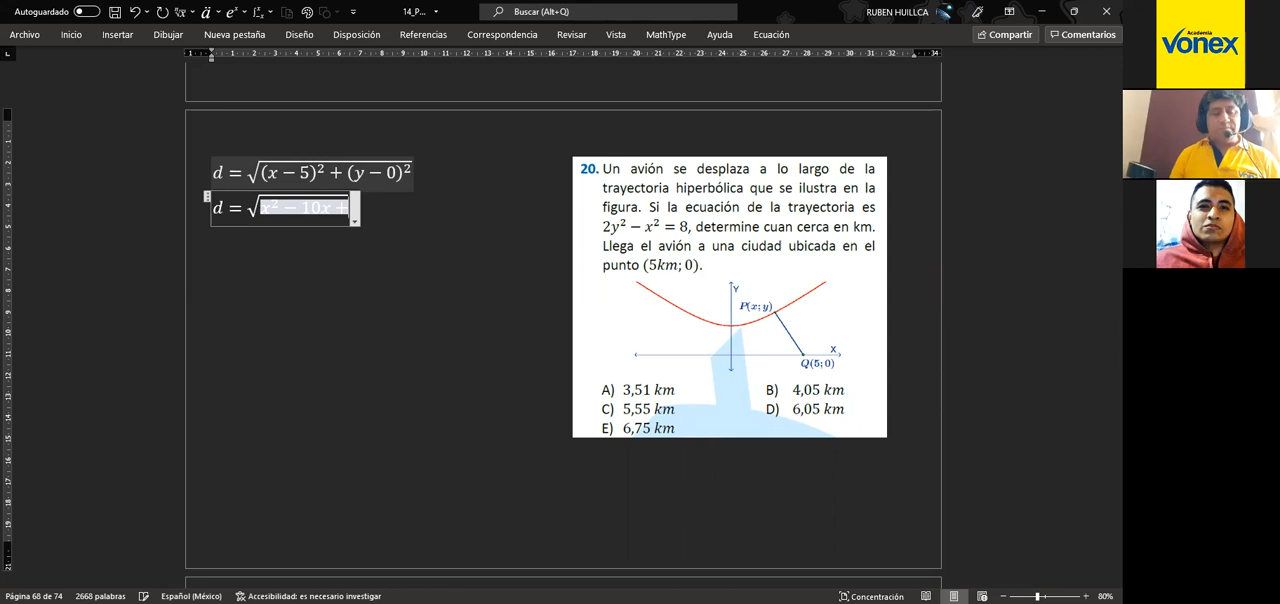 Autoguardado
14_P...
Buscar (Alt+Q)
RUBEN HUILLCA
Archivo Inicio Insertar Dibujar Nueva pestaña Diseño Disposición Referencias Correspondencia Revisar Vista MathType Ayuda Ecuación
Compartir Comentarios
Academia
Vonex
d = √(x − 5)² + (y − 0)²
d = √x² − 10x +
20. Un avión se desplaza a lo largo de la
trayectoria hiperbólica que se ilustra en la
figura. Si la ecuación de la trayectoria es
2y² − x² = 8, determine cuan cerca en km.
Llega el avión a una ciudad ubicada en el
punto (5km; 0).
Y
P(x; y)
X
Q(5; 0)
A) 3,51 km B) 4,05 km
C) 5,55 km D) 6,05 km
E) 6,75 km
Página 68 de 74 2668 palabras Español (México) Accesibilidad: es necesario investigar
Concentración 80%